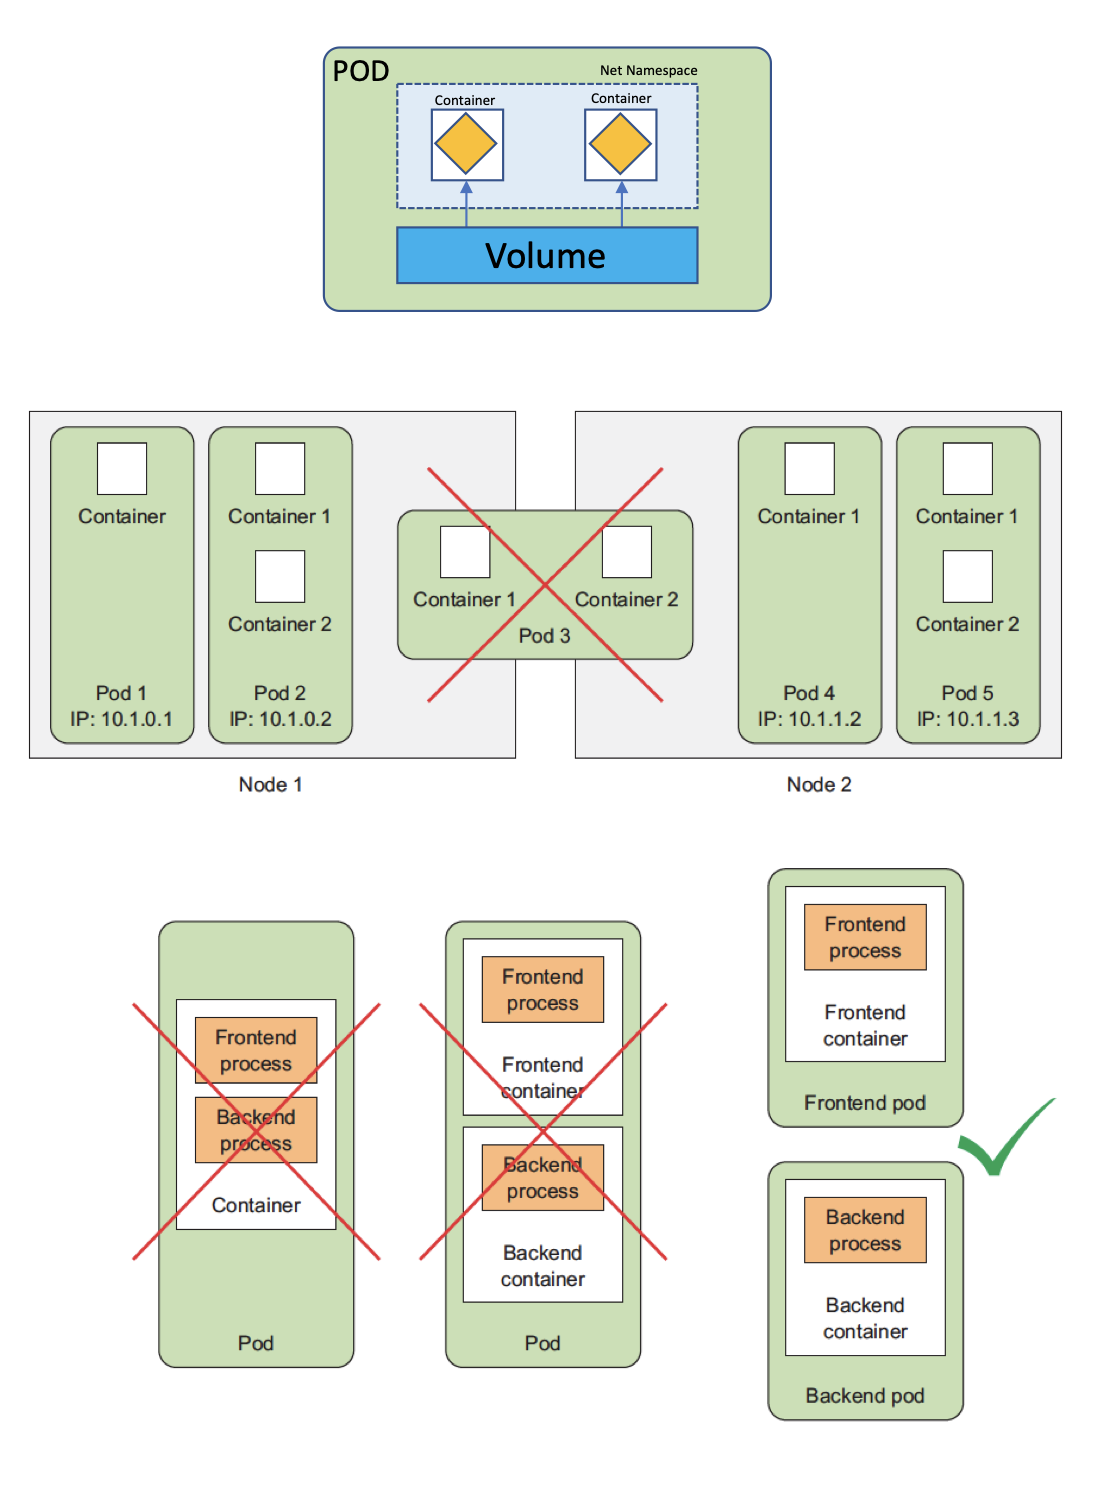 POD
Net Namespace
Container
Container
Volume
Container
Pod 1
IP: 10.1.0.1
Container 1
Container 2
Pod 2
IP: 10.1.0.2
Node 1
Container 1
Container 2
Pod 3
Container 1
Pod 4
IP: 10.1.1.2
Container 1
Container 2
Pod 5
IP: 10.1.1.3
Node 2
Frontend
process
Backend
process
Container
Pod
Frontend
process
Frontend
container
Backend
process
Backend
container
Pod
Frontend
process
Frontend
container
Frontend pod
Backend
process
Backend
container
Backend pod